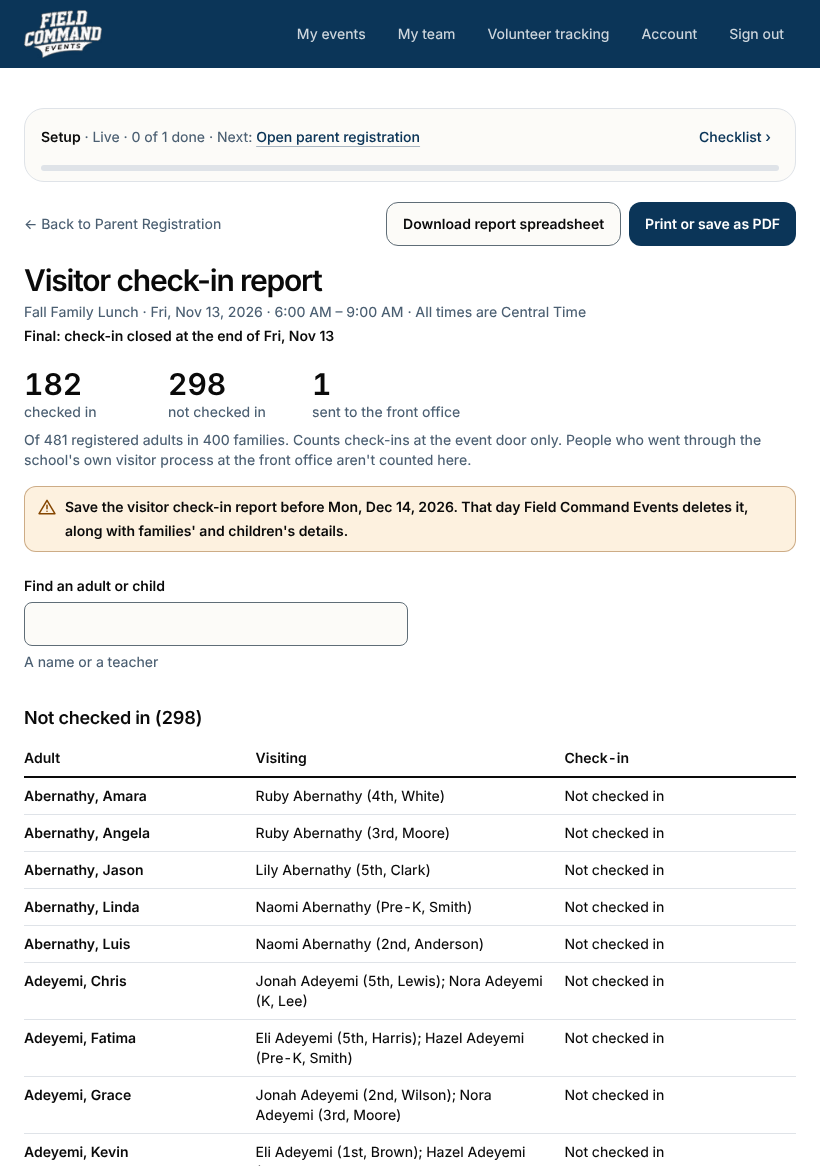 FIELD
COMMAND
EVENTS
My events
My team
Volunteer tracking
Account
Sign out
Setup · Live · 0 of 1 done · Next: Open parent registration
Checklist ›
← Back to Parent Registration
Download report spreadsheet
Print or save as PDF
Visitor check-in report
Fall Family Lunch · Fri, Nov 13, 2026 · 6:00 AM – 9:00 AM · All times are Central Time
Final: check-in closed at the end of Fri, Nov 13
182
checked in
298
not checked in
1
sent to the front office
Of 481 registered adults in 400 families. Counts check-ins at the event door only. People who went through the
school's own visitor process at the front office aren't counted here.
Save the visitor check-in report before Mon, Dec 14, 2026. That day Field Command Events deletes it,
along with families' and children's details.
Find an adult or child
A name or a teacher
Not checked in (298)
Adult Visiting Check-in
Abernathy, Amara Ruby Abernathy (4th, White) Not checked in
Abernathy, Angela Ruby Abernathy (3rd, Moore) Not checked in
Abernathy, Jason Lily Abernathy (5th, Clark) Not checked in
Abernathy, Linda Naomi Abernathy (Pre-K, Smith) Not checked in
Abernathy, Luis Naomi Abernathy (2nd, Anderson) Not checked in
Adeyemi, Chris Jonah Adeyemi (5th, Lewis); Nora Adeyemi Not checked in
(K, Lee)
Adeyemi, Fatima Eli Adeyemi (5th, Harris); Hazel Adeyemi Not checked in
(Pre-K, Smith)
Adeyemi, Grace Jonah Adeyemi (2nd, Wilson); Nora Not checked in
Adeyemi (3rd, Moore)
Adeyemi, Kevin Eli Adeyemi (1st, Brown); Hazel Adeyemi Not checked in